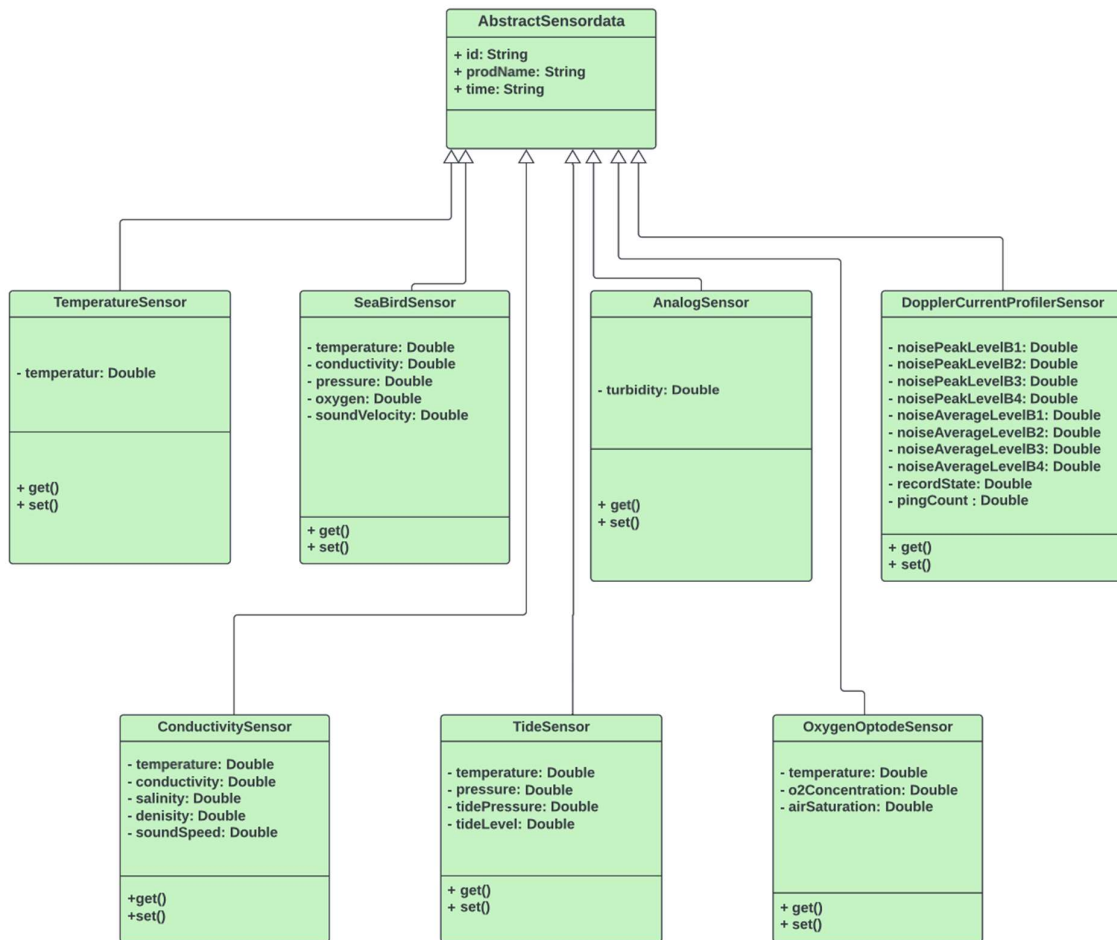 AbstractSensordata
+ id: String
+ prodName: String
+ time: String
TemperatureSensor
- temperatur: Double
+ get()
+ set()
SeaBirdSensor
- temperature: Double
- conductivity: Double
- pressure: Double
- oxygen: Double
- soundVelocity: Double
+ get()
+ set()
AnalogSensor
- turbidity: Double
+ get()
+ set()
DopplerCurrentProfilerSensor
- noisePeakLevelB1: Double
- noisePeakLevelB2: Double
- noisePeakLevelB3: Double
- noisePeakLevelB4: Double
- noiseAverageLevelB1: Double
- noiseAverageLevelB2: Double
- noiseAverageLevelB3: Double
- noiseAverageLevelB4: Double
- recordState: Double
- pingCount : Double
+ get()
+ set()
ConductivitySensor
- temperature: Double
- conductivity: Double
- salinity: Double
- denisity: Double
- soundSpeed: Double
+get()
+set()
TideSensor
- temperature: Double
- pressure: Double
- tidePressure: Double
- tideLevel: Double
+ get()
+ set()
OxygenOptodeSensor
- temperature: Double
- o2Concentration: Double
- airSaturation: Double
+ get()
+ set()